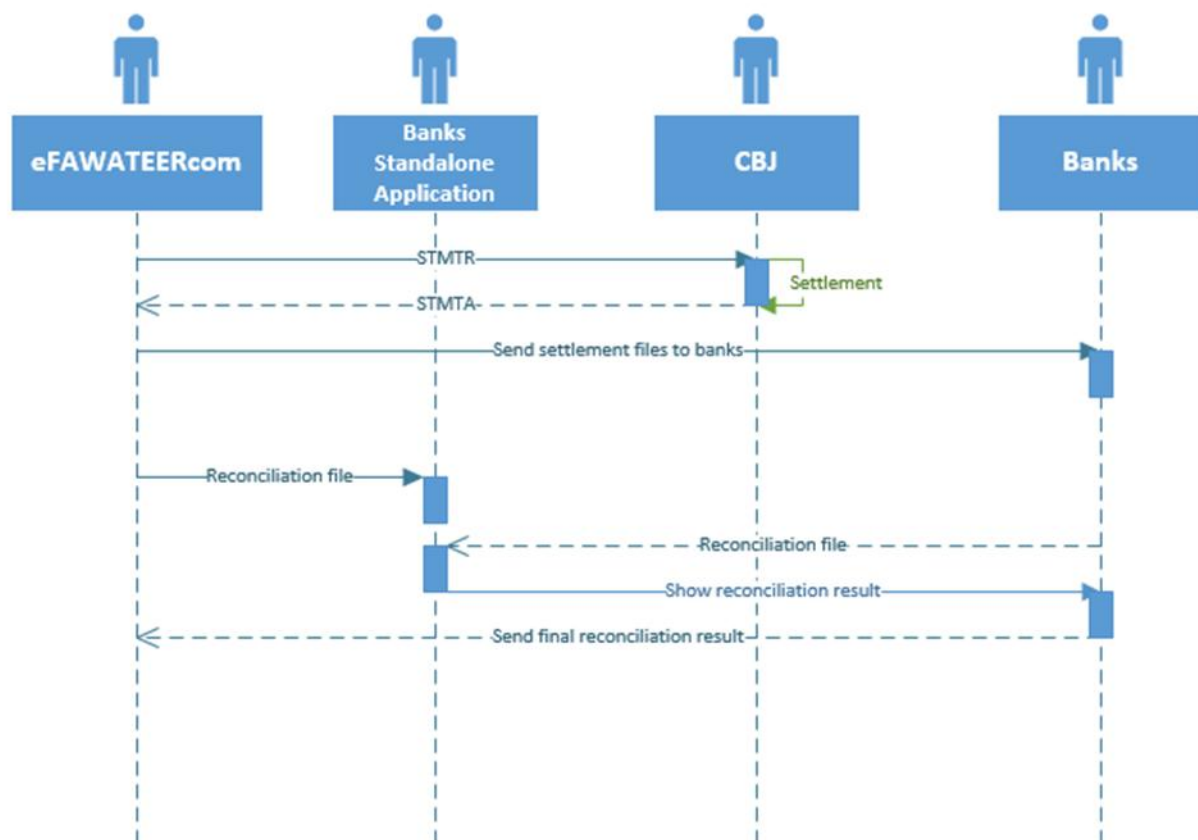 eFAWATEERcom
Banks
Standalone
Application
CBJ
Banks
STMTR
Settlement
STMTA
Send settlement files to banks
Reconciliation file
Reconciliation file
Show reconciliation result
Send final reconciliation result